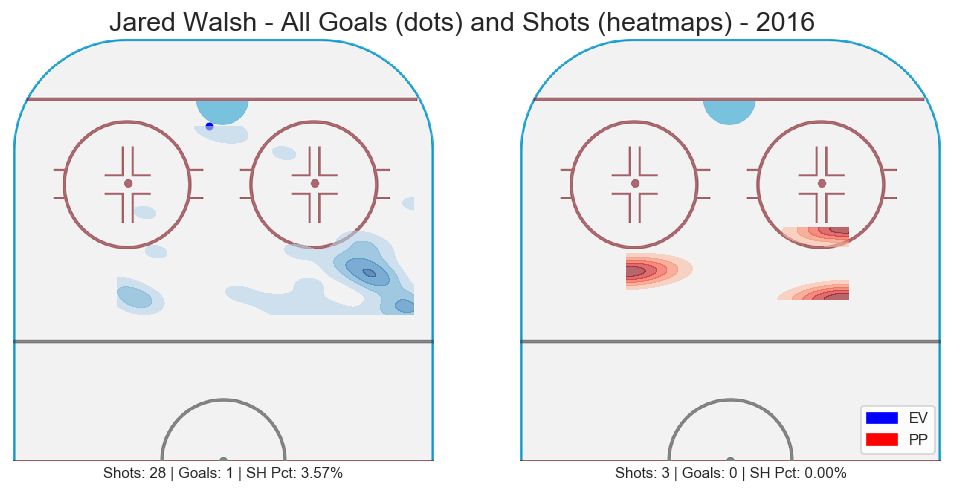 Jared Walsh - All Goals (dots) and Shots (heatmaps) - 2016
EV
PP
Shots: 28 | Goals: 1 | SH Pct: 3.57%
Shots: 3 | Goals: 0 | SH Pct: 0.00%